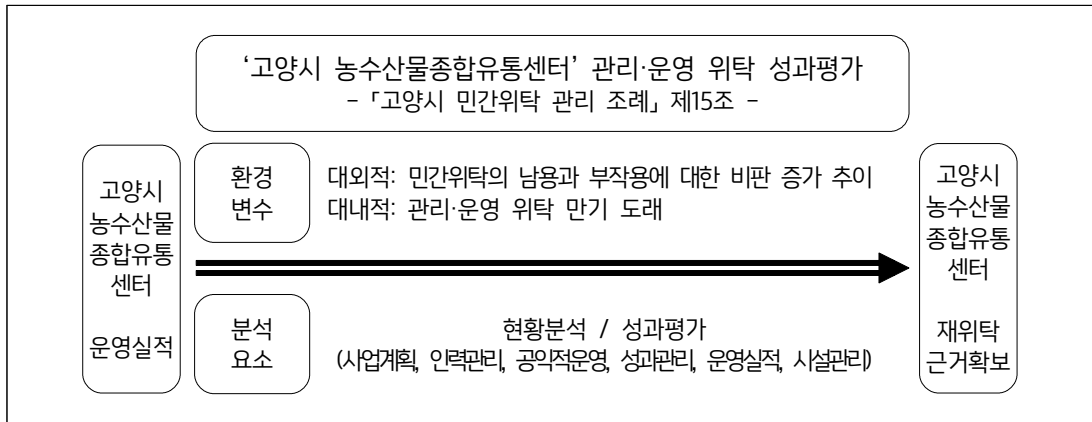 ‘고양시 농수산물종합유통센터’ 관리·운영 위탁 성과평가
- 「고양시 민간위탁 관리 조례」 제15조 -
고양시
농수산물
종합유통
센터
운영실적
환경
변수
대외적: 민간위탁의 남용과 부작용에 대한 비판 증가 추이
대내적: 관리·운영 위탁 만기 도래
분석
요소
현황분석 / 성과평가
(사업계획, 인력관리, 공익적운영, 성과관리, 운영실적, 시설관리)
고양시
농수산물
종합유통
센터
재위탁
근거확보